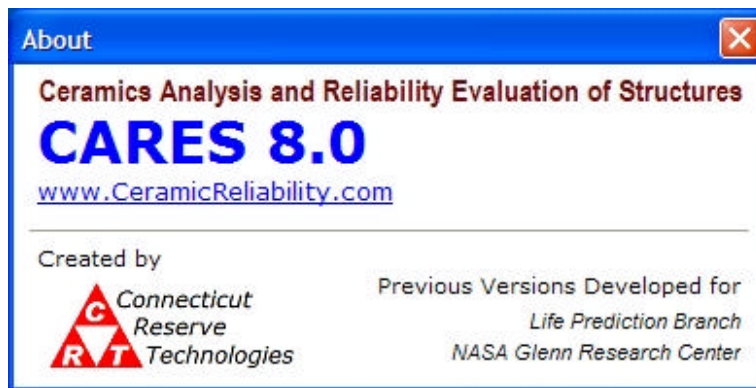 About
Ceramics Analysis and Reliability Evaluation of Structures
CARES 8.0
www.CeramicReliability.com
Created by
C
R T
Connecticut
Reserve
Technologies
Previous Versions Developed for
Life Prediction Branch
NASA Glenn Research Center